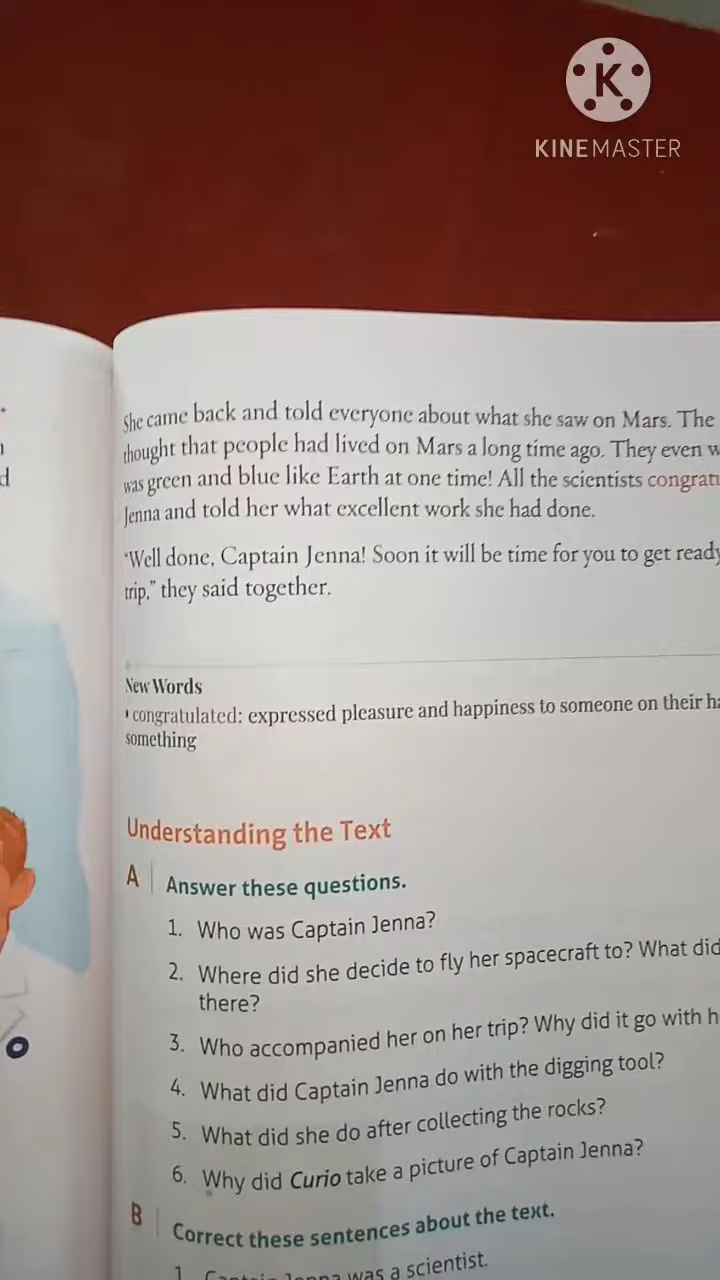 K
KINEMASTER
She came back and told everyone about what she saw on Mars. The
thought that people had lived on Mars a long time ago. They even w
was green and blue like Earth at one time! All the scientists congratu
Jenna and told her what excellent work she had done.
"Well done, Captain Jenna! Soon it will be time for you to get ready
trip," they said together.
New Words
congratulated: expressed pleasure and happiness to someone on their ha
something
Understanding the Text
A Answer these questions.
1. Who was Captain Jenna?
2. Where did she decide to fly her spacecraft to? What did
there?
3. Who accompanied her on her trip? Why did it go with h
4. What did Captain Jenna do with the digging tool?
5. What did she do after collecting the rocks?
6. Why did Curio take a picture of Captain Jenna?
B Correct these sentences about the text.
1. Captain Jenna was a scientist.